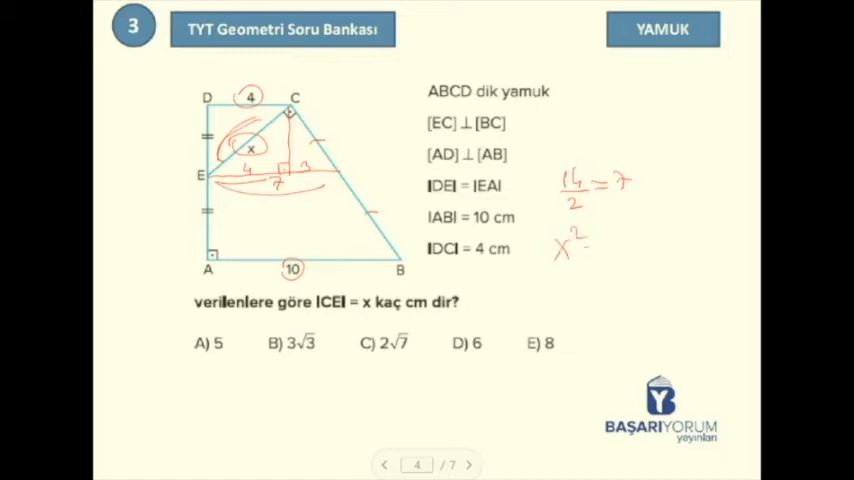 3
TYT Geometri Soru Bankası
YAMUK
D 4 C
x
E 4 3
7
A 10 B
ABCD dik yamuk
[EC] ⊥ [BC]
[AD] ⊥ [AB]
|DE| = |EA|
|AB| = 10 cm
|DC| = 4 cm
14/2 = 7
x² =
verilenlere göre |CE| = x kaç cm dir?
A) 5 B) 3√3 C) 2√7 D) 6 E) 8
BAŞARIYORUM
yayınları
4 / 7